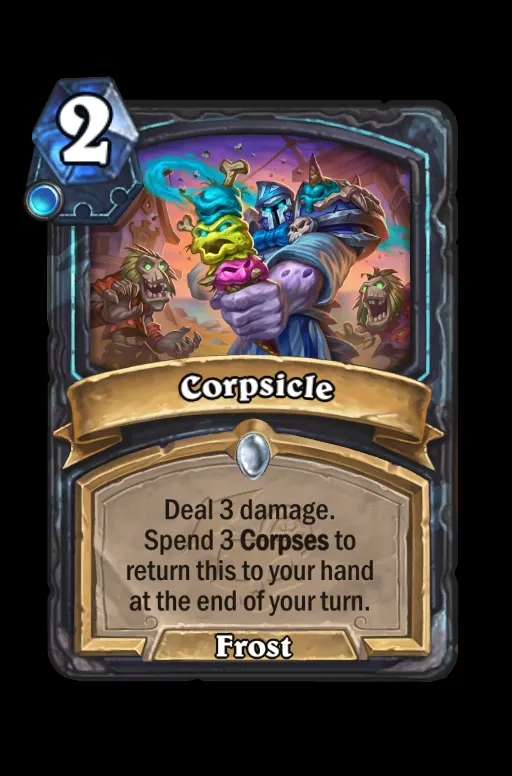 2
Corpsicle
Deal 3 damage.
Spend 3 Corpses to
return this to your hand
at the end of your turn.
Frost